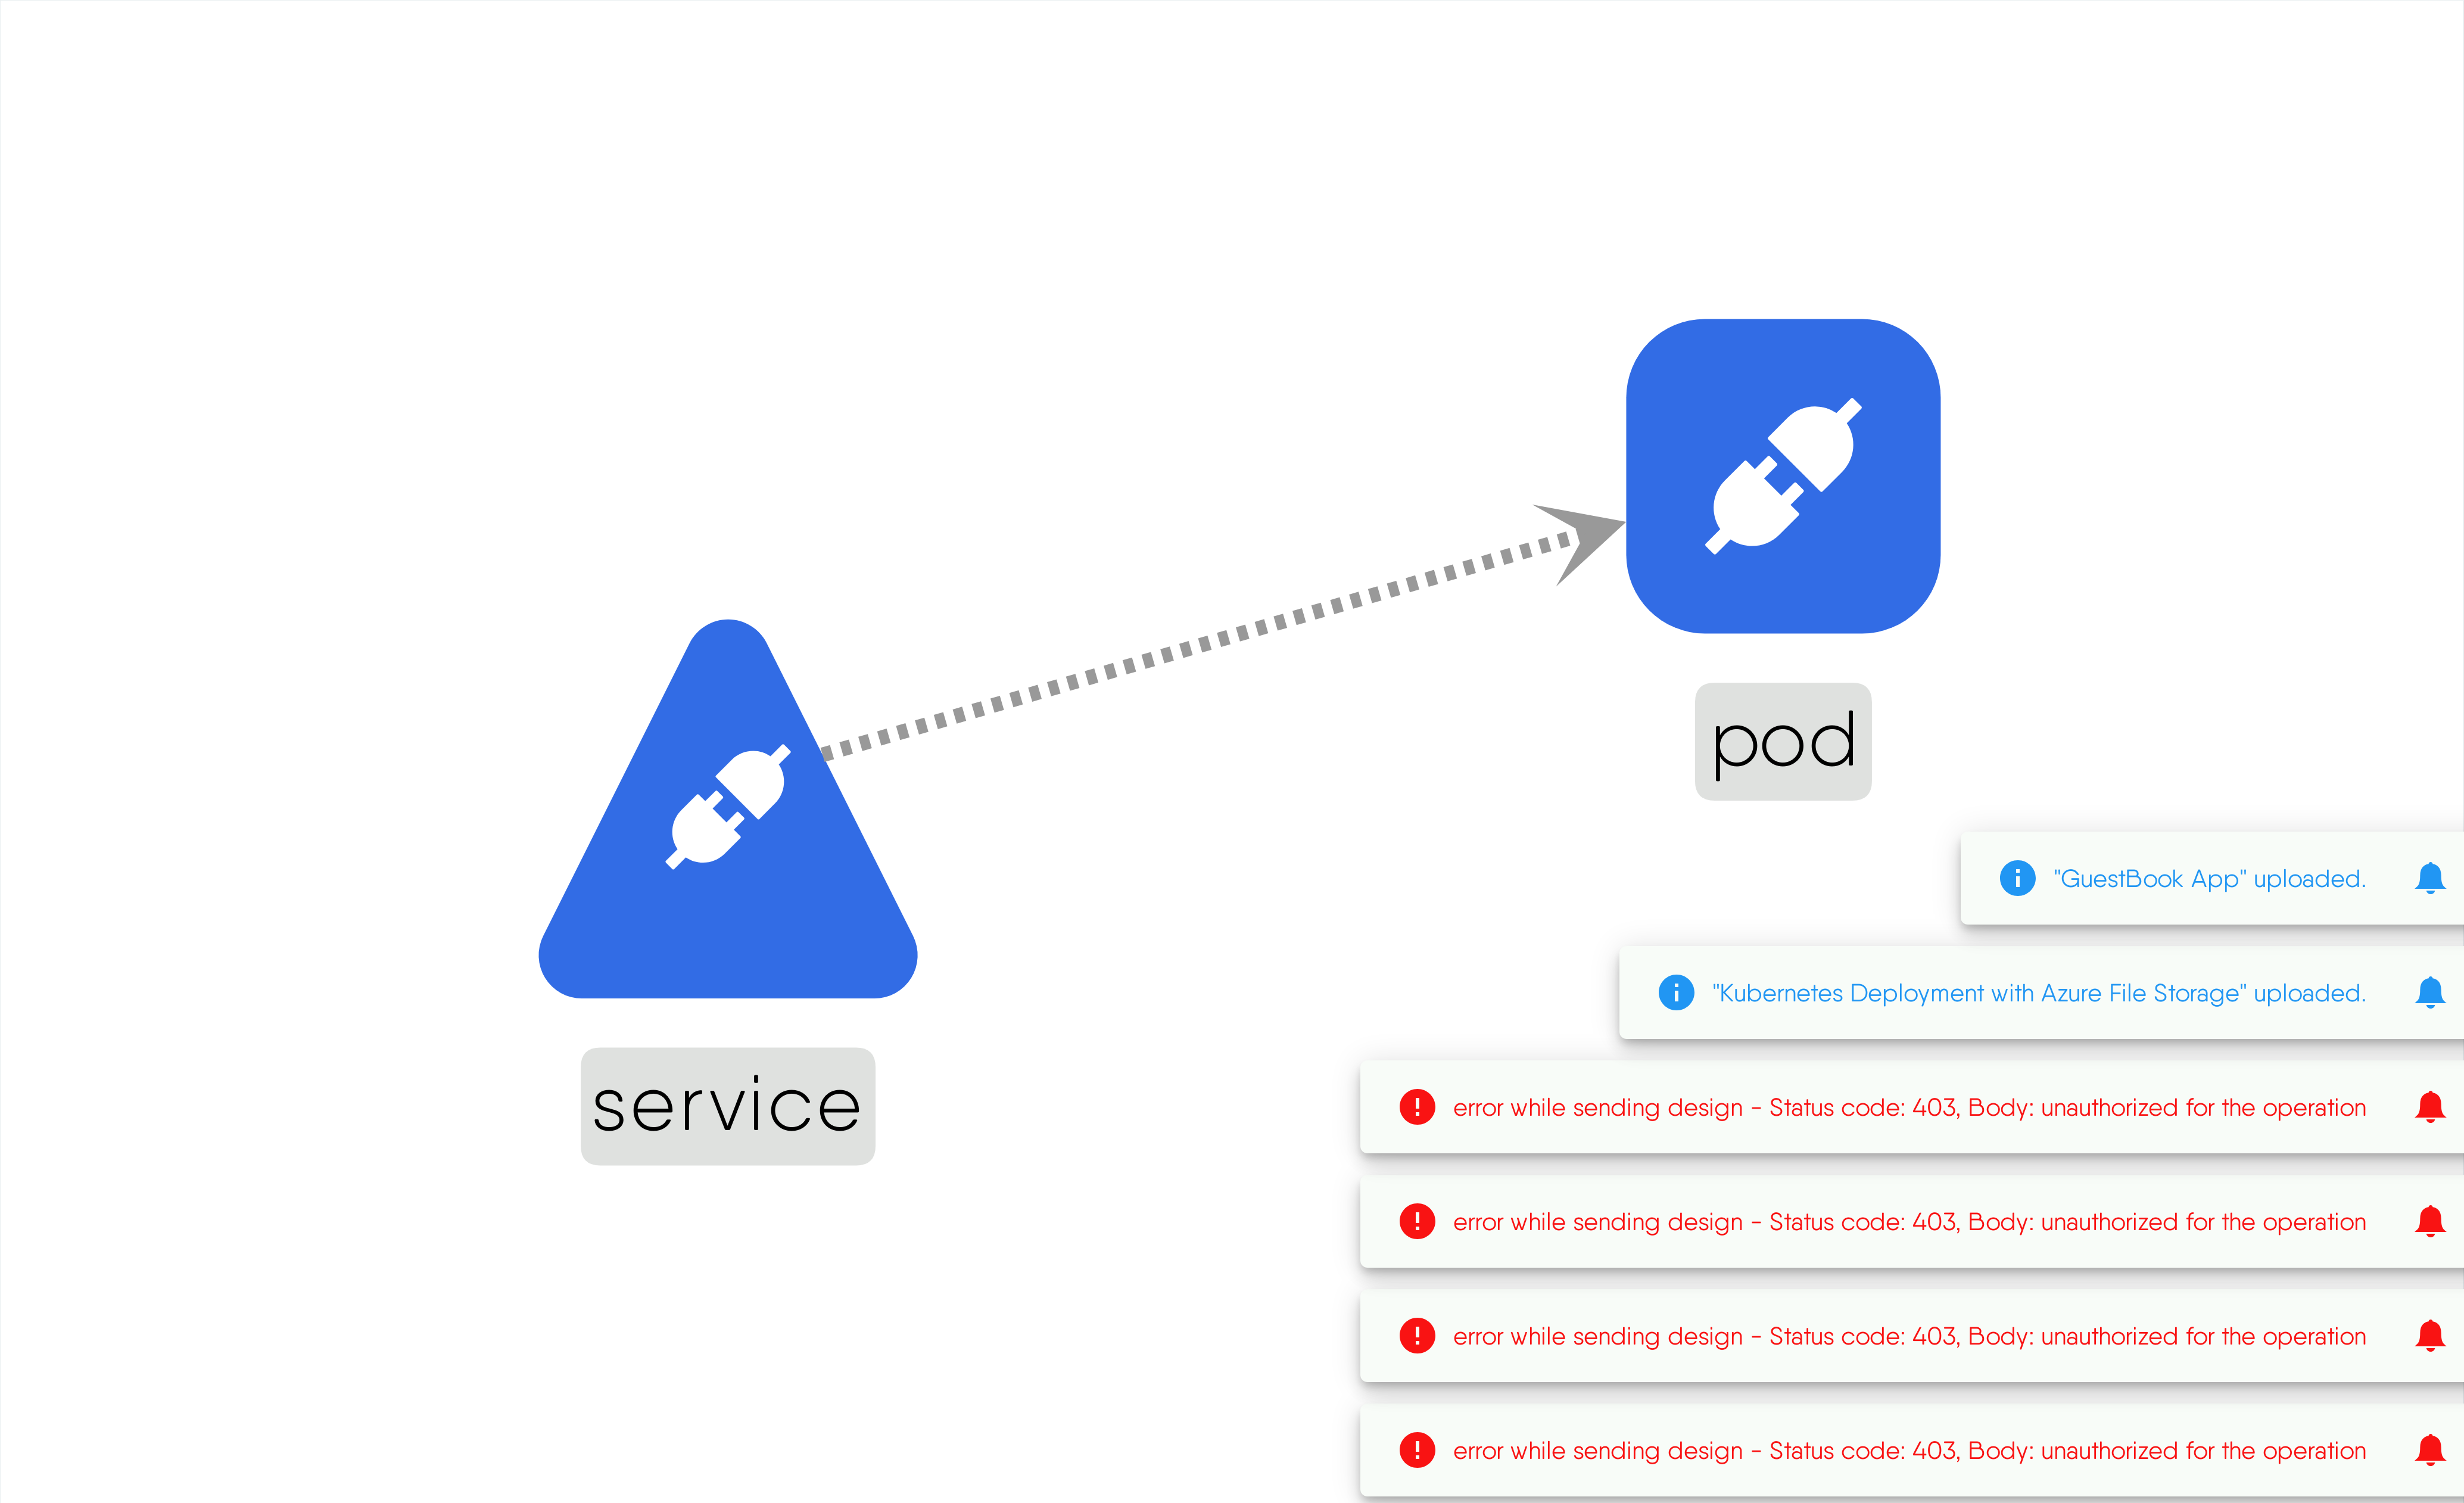 pod
service
"GuestBook App" uploaded.
"Kubernetes Deployment with Azure File Storage" uploaded.
error while sending design - Status code: 403, Body: unauthorized for the operation
error while sending design - Status code: 403, Body: unauthorized for the operation
error while sending design - Status code: 403, Body: unauthorized for the operation
error while sending design - Status code: 403, Body: unauthorized for the operation